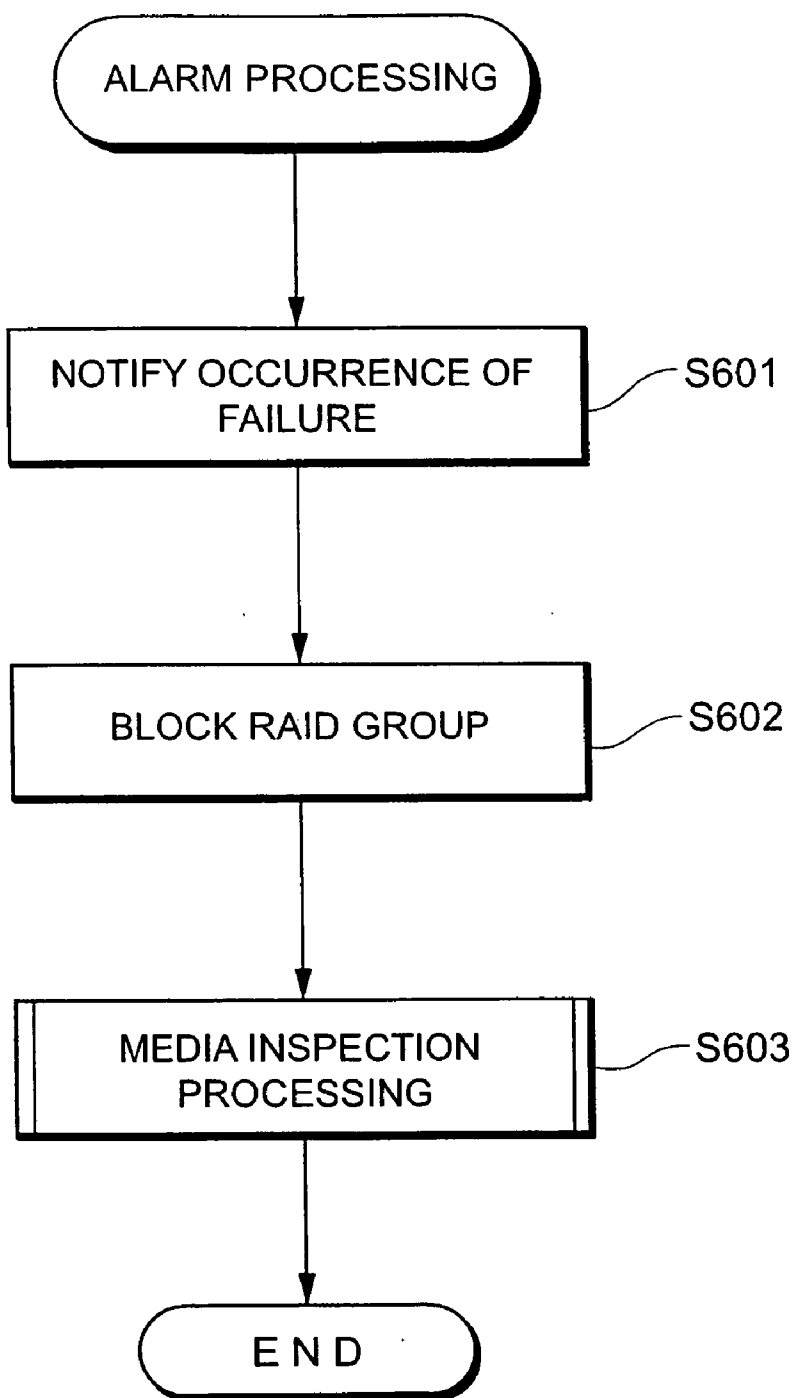 ALARM PROCESSING
NOTIFY OCCURRENCE OF
FAILURE
S601
BLOCK RAID GROUP
S602
MEDIA INSPECTION
PROCESSING
S603
END